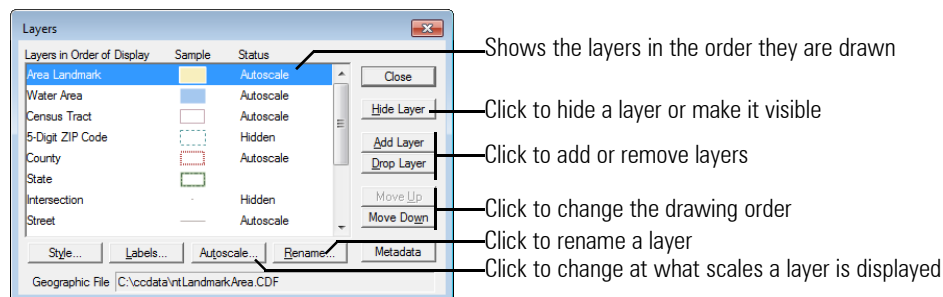 Layers
Layers in Order of Display Sample Status
Area Landmark Autoscale
Water Area Autoscale
Census Tract Autoscale
5-Digit ZIP Code Hidden
County Autoscale
State
Intersection Hidden
Street Autoscale
Close
Hide Layer
Add Layer
Drop Layer
Move Up
Move Down
Style... Labels... Autoscale... Rename... Metadata
Geographic File C:\ccdata\ntLandmarkArea.CDF
Shows the layers in the order they are drawn
Click to hide a layer or make it visible
Click to add or remove layers
Click to change the drawing order
Click to rename a layer
Click to change at what scales a layer is displayed